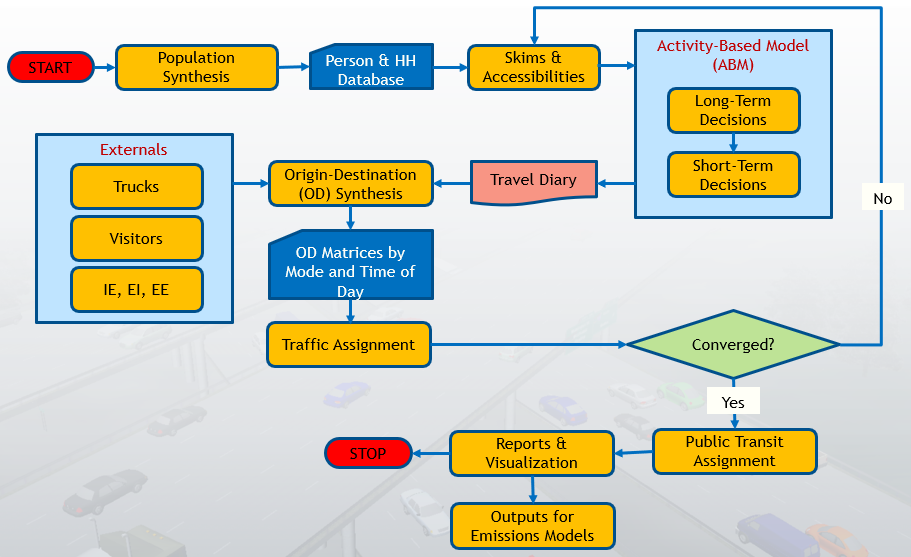 START
Population
Synthesis
Person & HH
Database
Skims &
Accessibilities
Activity-Based Model
(ABM)
Long-Term
Decisions
Short-Term
Decisions
No
Externals
Trucks
Visitors
IE, EI, EE
Origin-Destination
(OD) Synthesis
Travel Diary
OD Matrices by
Mode and Time of
Day
Traffic Assignment
Converged?
Yes
STOP
Reports &
Visualization
Public Transit
Assignment
Outputs for
Emissions Models